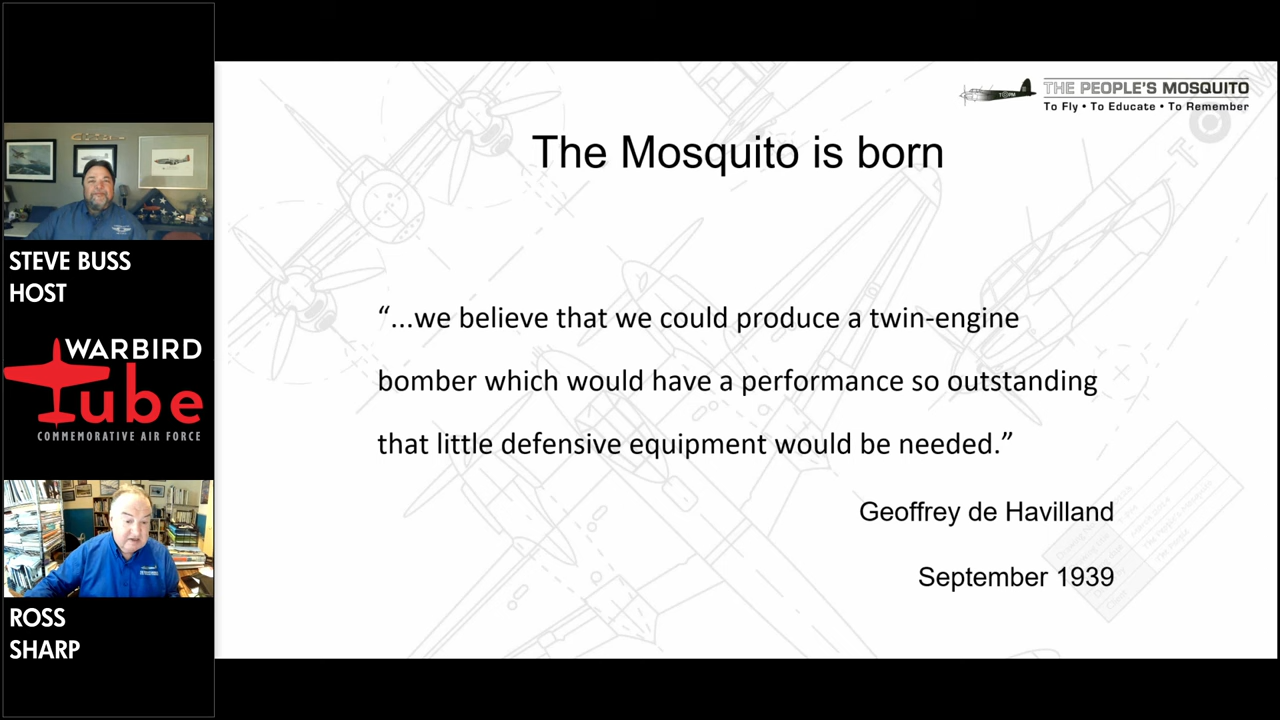 THE PEOPLE'S MOSQUITO
To Fly • To Educate • To Remember
The Mosquito is born
“...we believe that we could produce a twin-engine
bomber which would have a performance so outstanding
that little defensive equipment would be needed.”
Geoffrey de Havilland
September 1939
STEVE BUSS
HOST
WARBIRD
Tube
COMMEMORATIVE AIR FORCE
ROSS
SHARP